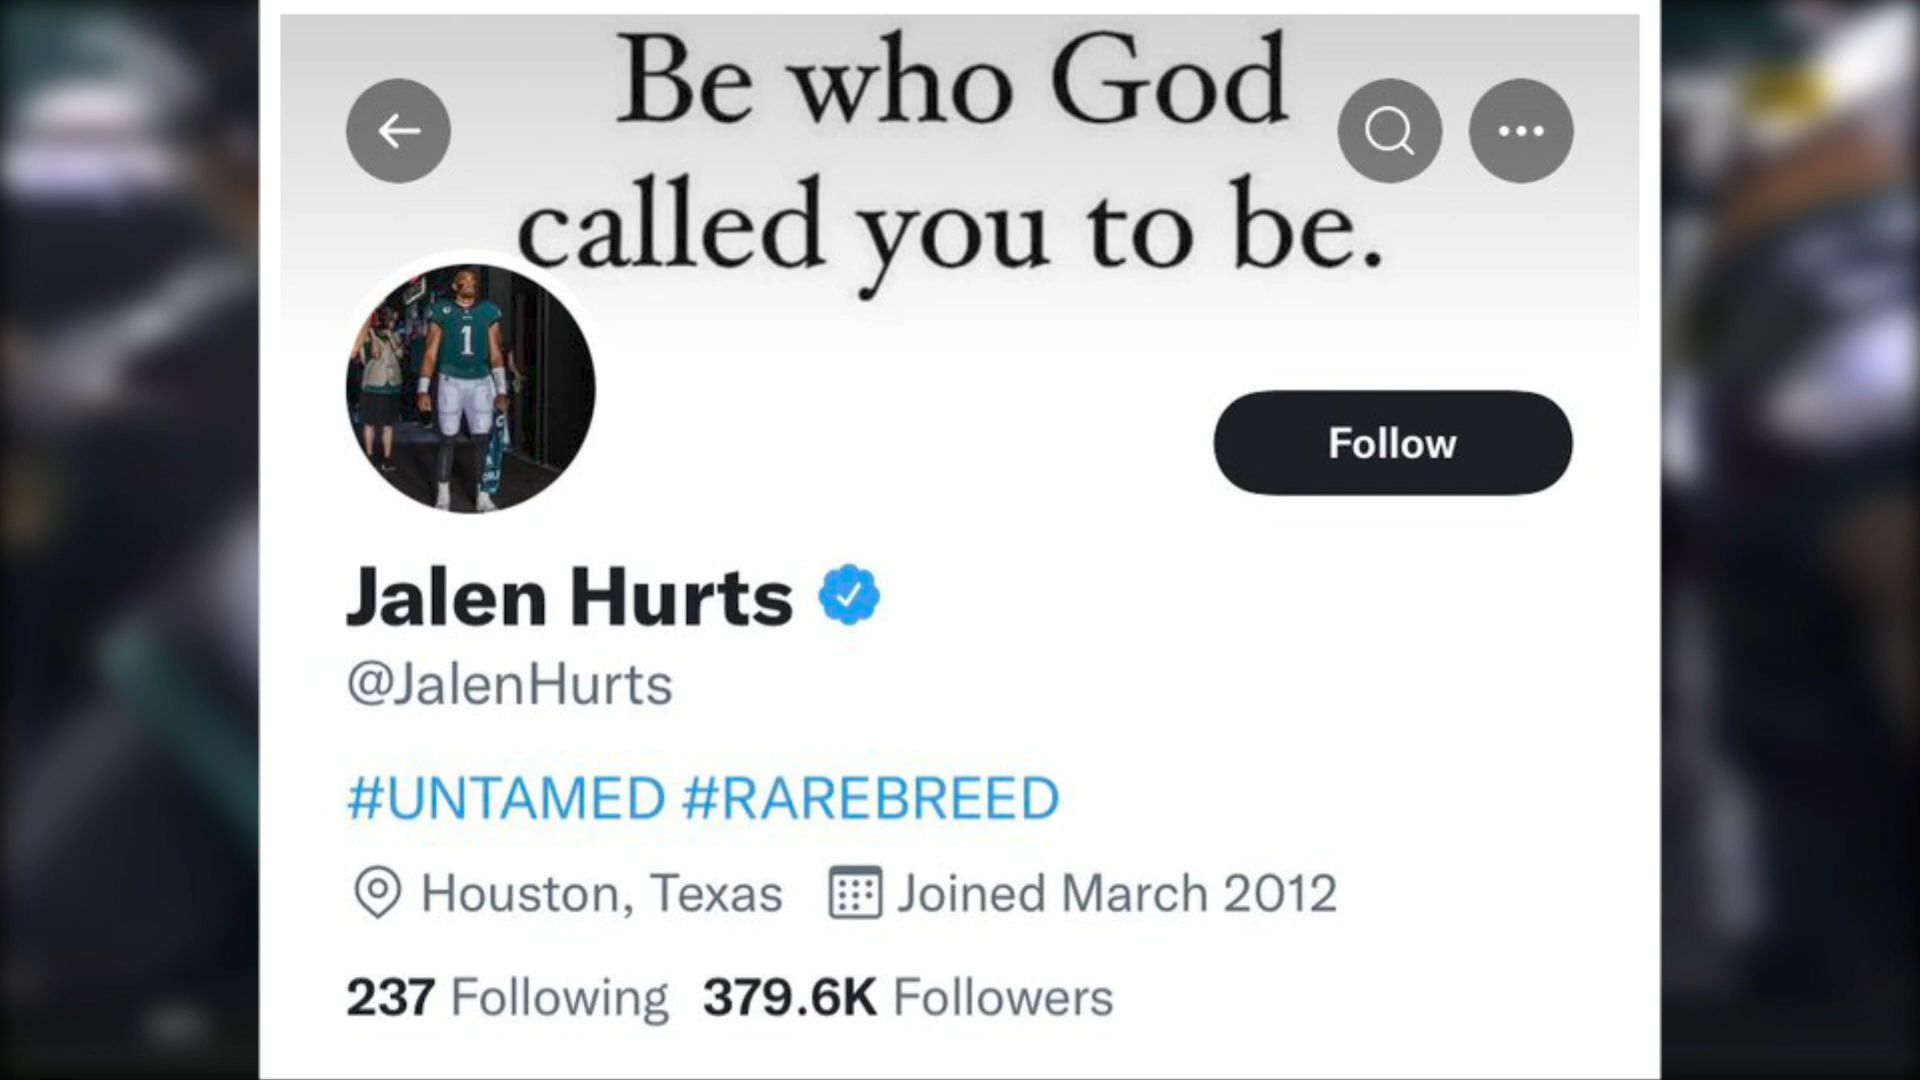 Be who God
called you to be.
1
Follow
Jalen Hurts
@JalenHurts
#UNTAMED #RAREBREED
Houston, Texas Joined March 2012
237 Following 379.6K Followers